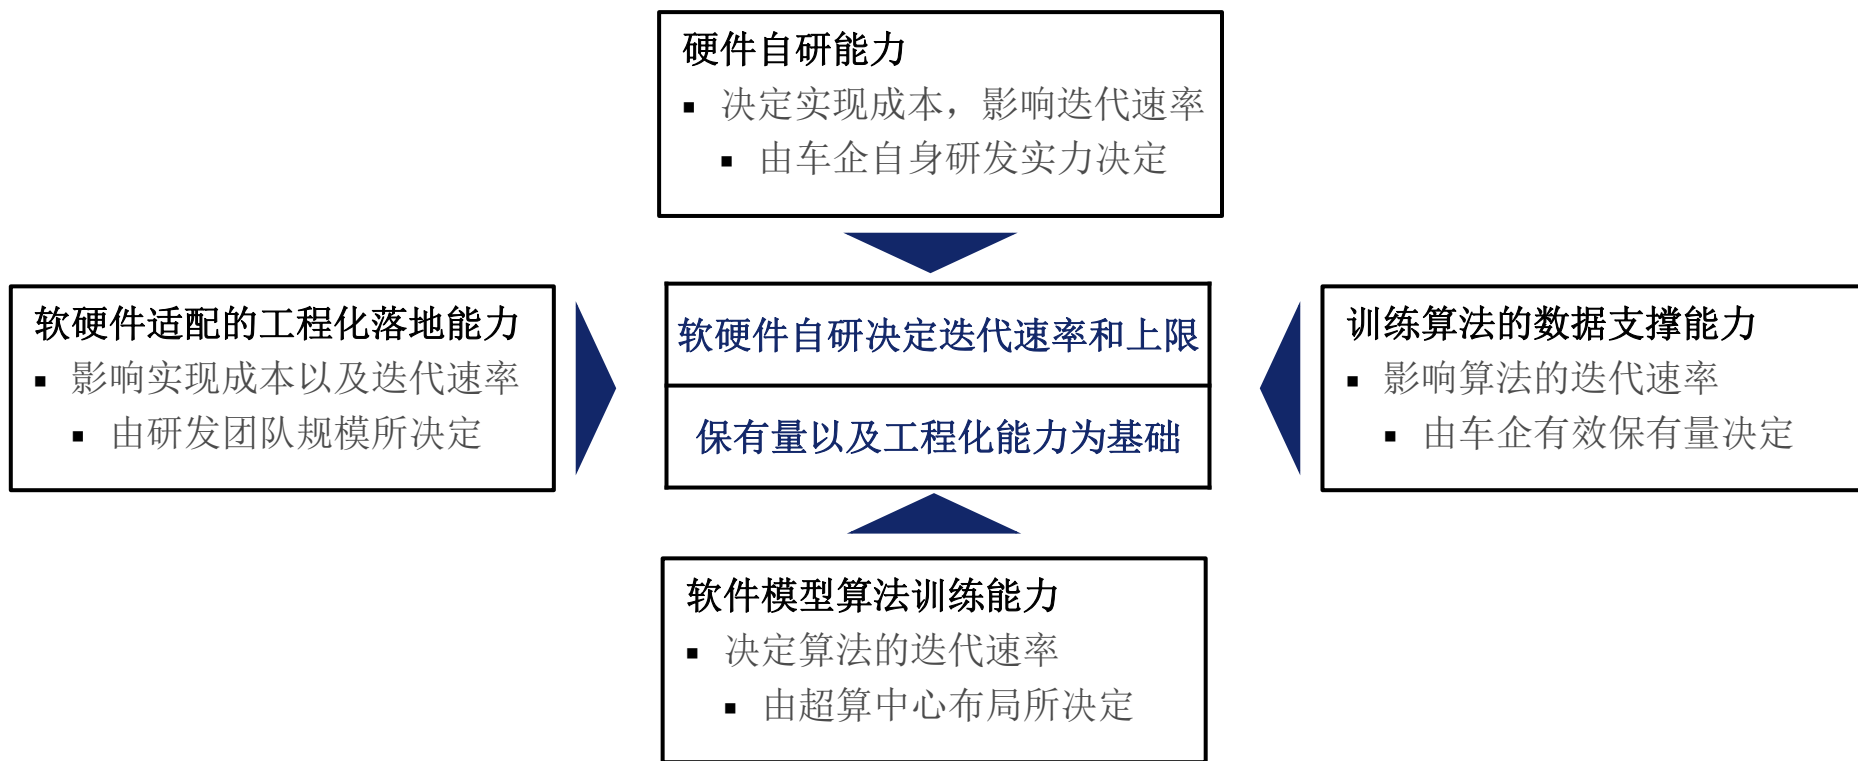 硬件自研能力
▪ 决定实现成本，影响迭代速率
▪ 由车企自身研发实力决定
软硬件适配的工程化落地能力
▪ 影响实现成本以及迭代速率
▪ 由研发团队规模所决定
软硬件自研决定迭代速率和上限
保有量以及工程化能力为基础
训练算法的数据支撑能力
▪ 影响算法的迭代速率
▪ 由车企有效保有量决定
软件模型算法训练能力
▪ 决定算法的迭代速率
▪ 由超算中心布局所决定